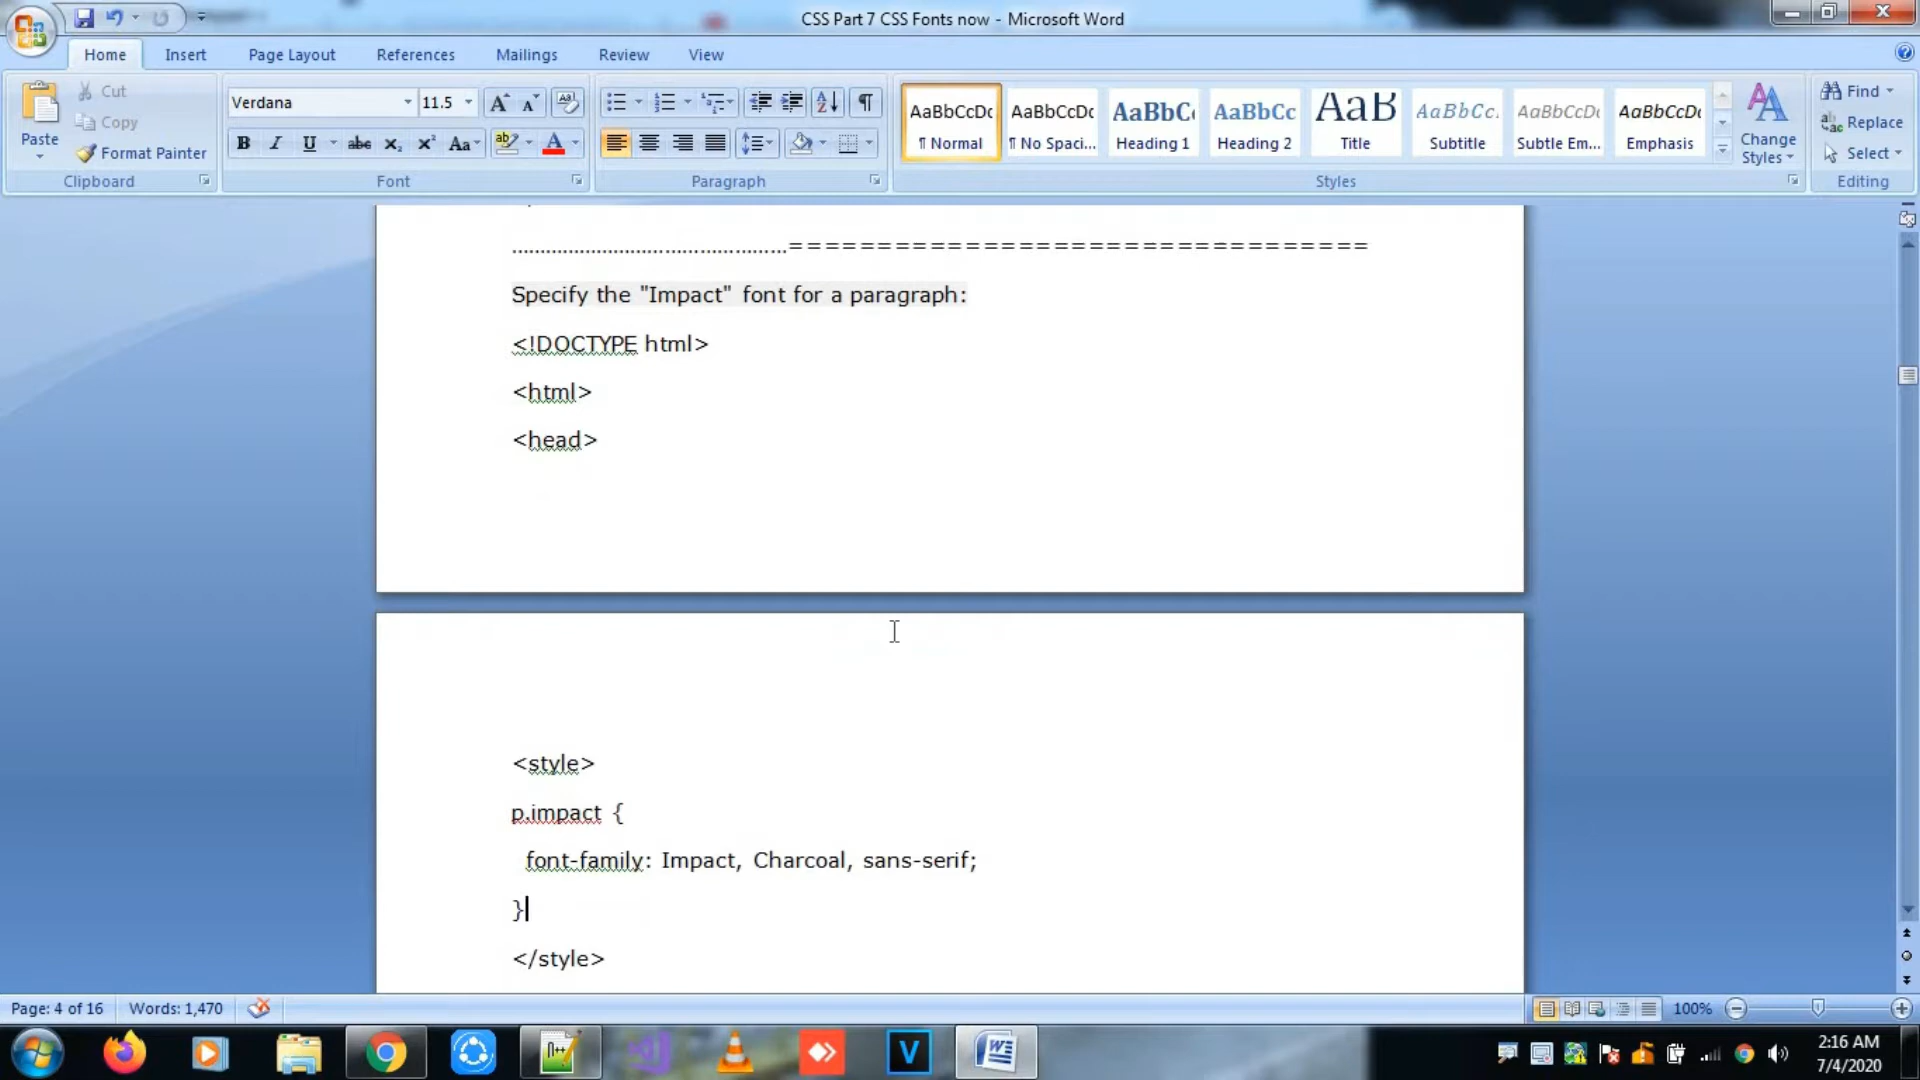 CSS Part 7 CSS Fonts now - Microsoft Word
Home Insert Page Layout References Mailings Review View
Paste
Cut
Copy
Format Painter
Clipboard
Verdana 11.5
Font
Paragraph
AaBbCcDc AaBbCcDc AaBbC AaBbCc AaB AaBbCc. AaBbCcDc AaBbCcDc
¶ Normal ¶ No Spaci... Heading 1 Heading 2 Title Subtitle Subtle Em... Emphasis
Change Styles
Styles
Find
Replace
Select
Editing
.................................................=================================
Specify the "Impact" font for a paragraph:
<!DOCTYPE html>
<html>
<head>
<style>
p.impact {
font-family: Impact, Charcoal, sans-serif;
}
</style>
Page: 4 of 16 Words: 1,470 100%
2:16 AM
7/4/2020